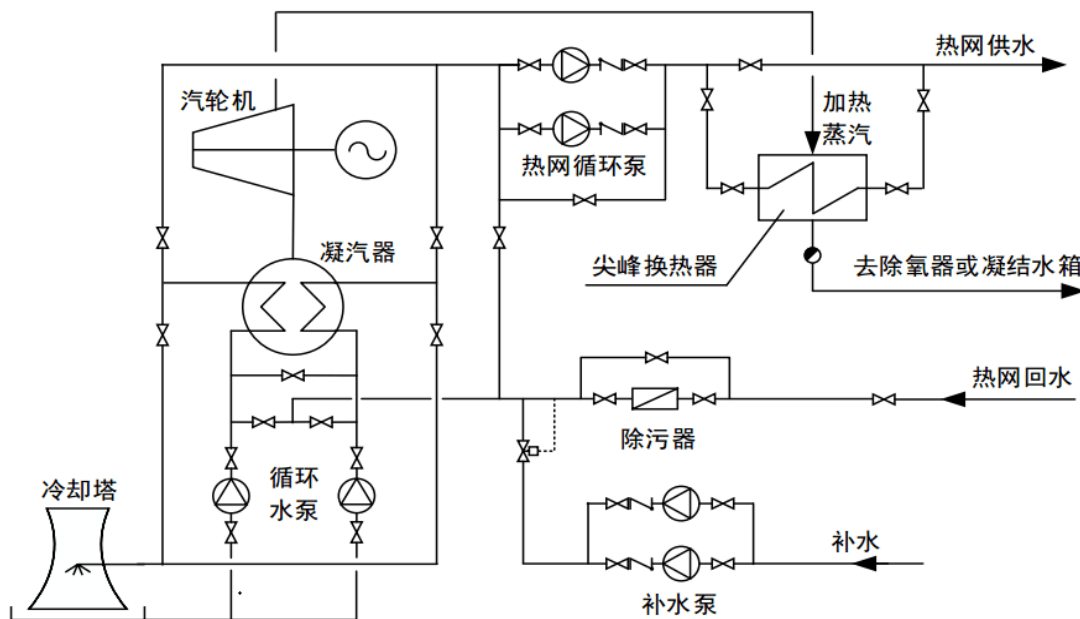 热网供水
汽轮机
加热
蒸汽
热网循环泵
凝汽器
尖峰换热器
去除氧器或凝结水箱
热网回水
除污器
循环
水泵
冷却塔
补水
补水泵